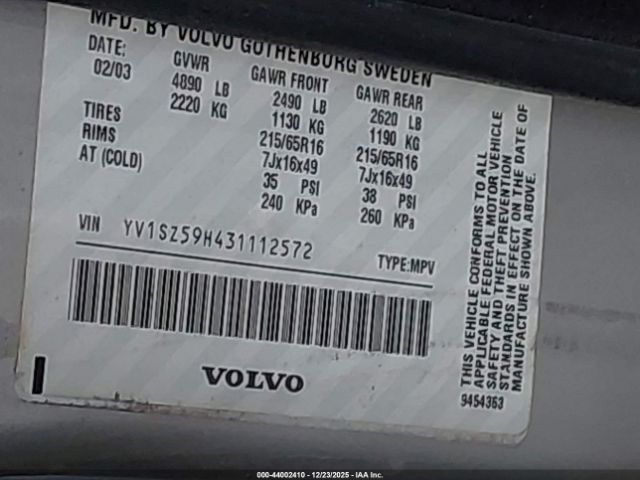 MFD. BY VOLVO GOTHENBURG SWEDEN
DATE: GVWR GAWR FRONT GAWR REAR
02/03 4890 LB 2490 LB 2620 LB
2220 KG 1130 KG 1190 KG
TIRES 215/65R16 215/65R16
RIMS 7Jx16x49 7Jx16x49
AT (COLD) 35 PSI 38 PSI
240 KPa 260 KPa
VIN YV1SZ59H431112572
TYPE: MPV
VOLVO
THIS VEHICLE CONFORMS TO ALL
APPLICABLE FEDERAL MOTOR VEHICLE
SAFETY AND THEFT PREVENTION
STANDARDS IN EFFECT ON THE DATE OF
MANUFACTURE SHOWN ABOVE.
9454363
000-44002410 - 12/23/2025 - IAA Inc.